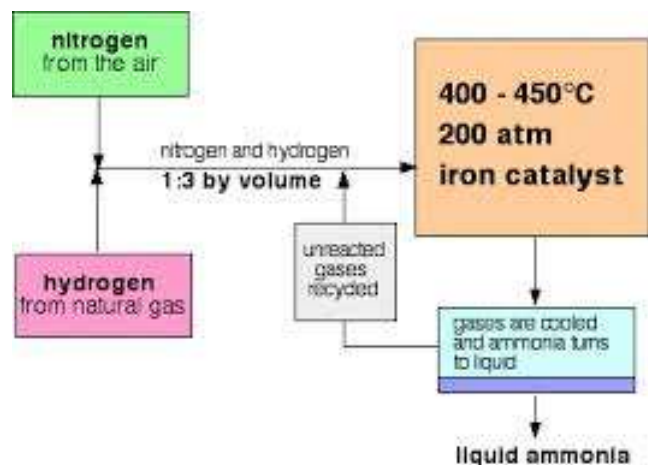 nitrogen
from the air
400 - 450°C
200 atm
iron catalyst
nitrogen and hydrogen
1:3 by volume
unreacted
gases
recycled
hydrogen
from natural gas
gases are cooled
and ammonia turns
to liquid
liquid ammonia